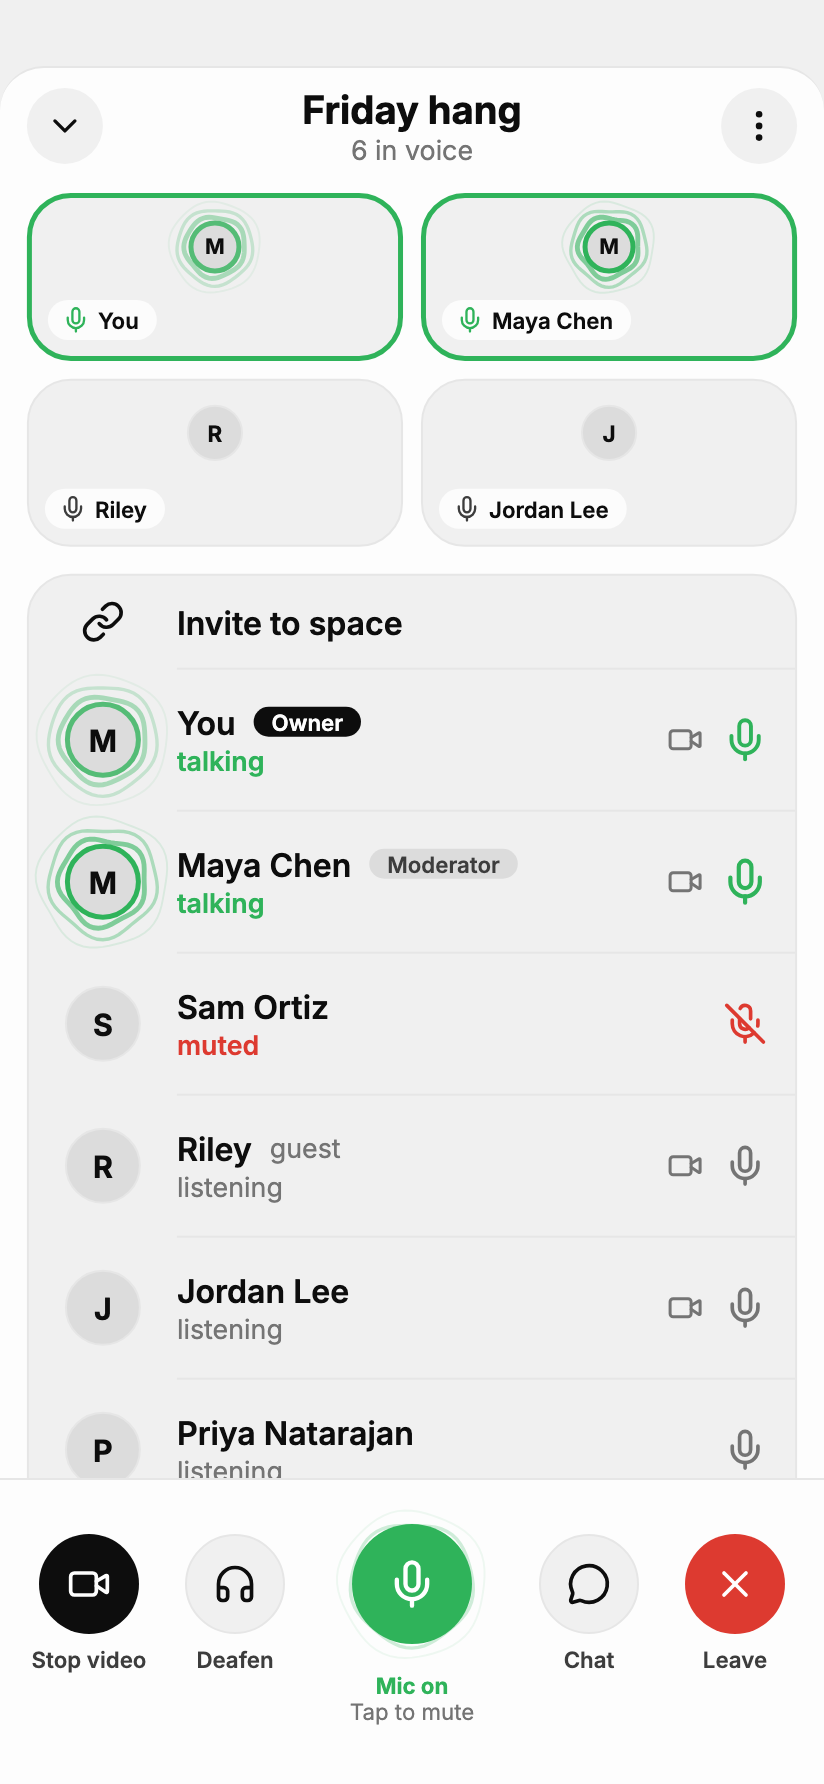 Friday hang
6 in voice
M
M
You
Maya Chen
R
J
Riley
Jordan Lee
Invite to space
M
You Owner
talking
M
Maya Chen Moderator
talking
S
Sam Ortiz
muted
R
Riley guest
listening
J
Jordan Lee
listening
P
Priya Natarajan
listening
Stop video
Deafen
Mic on
Tap to mute
Chat
Leave